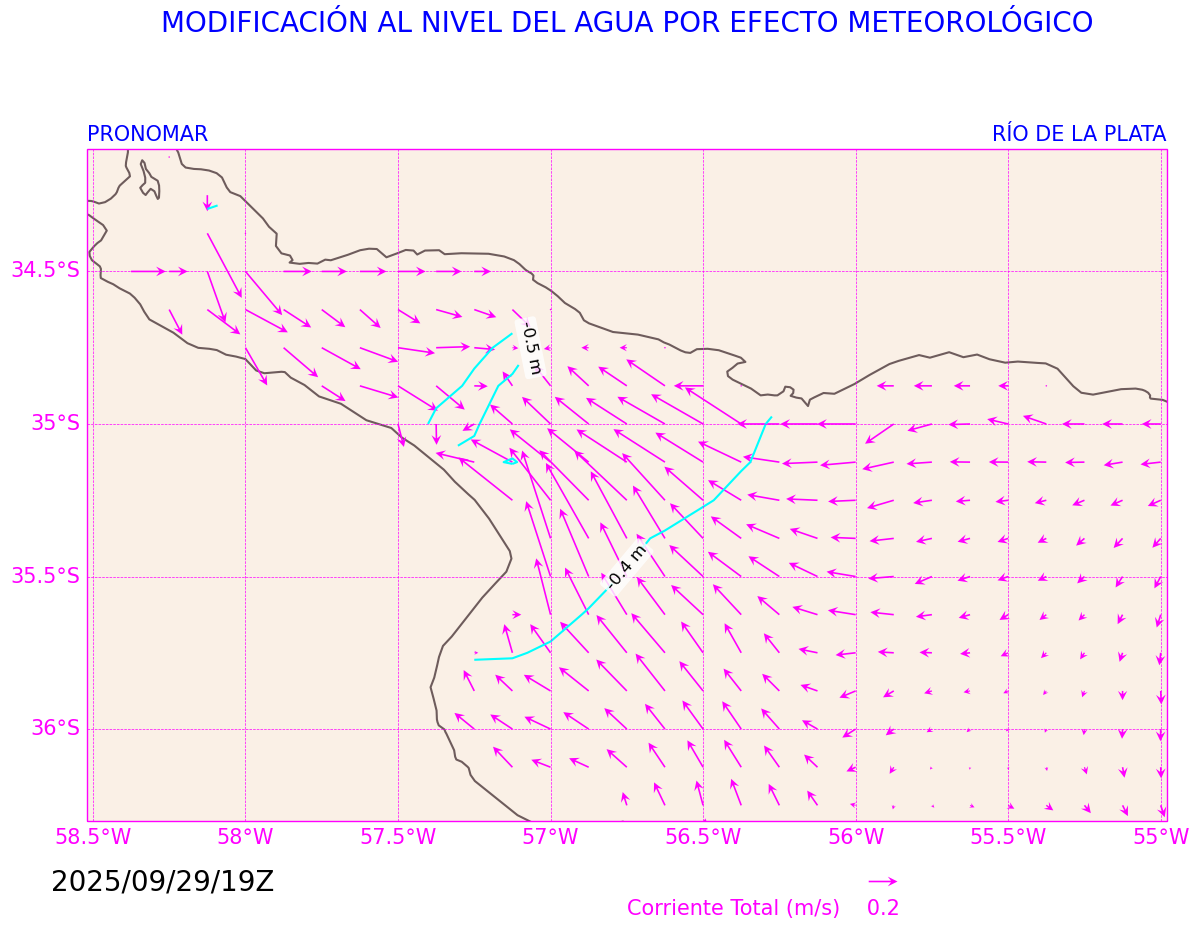 MODIFICACIÓN AL NIVEL DEL AGUA POR EFECTO METEOROLÓGICO
PRONOMAR
RÍO DE LA PLATA
34.5°S
35°S
35.5°S
36°S
-0.5 m
-0.4 m
58.5°W
58°W
57.5°W
57°W
56.5°W
56°W
55.5°W
55°W
2025/09/29/19Z
Corriente Total (m/s)
0.2